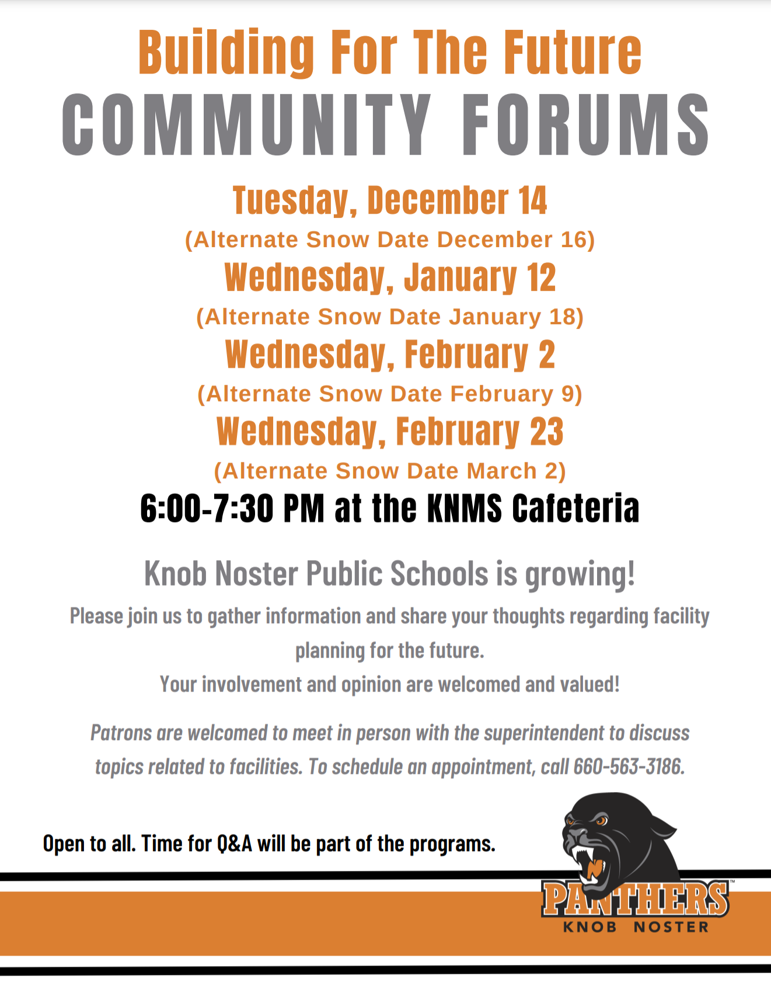 Building For The Future
COMMUNITY FORUMS
Tuesday, December 14
(Alternate Snow Date December 16)
Wednesday, January 12
(Alternate Snow Date January 18)
Wednesday, February 2
(Alternate Snow Date February 9)
Wednesday, February 23
(Alternate Snow Date March 2)
6:00-7:30 PM at the KNMS Cafeteria
Knob Noster Public Schools is growing!
Please join us to gather information and share your thoughts regarding facility
planning for the future.
Your involvement and opinion are welcomed and valued!
Patrons are welcomed to meet in person with the superintendent to discuss
topics related to facilities. To schedule an appointment, call 660-563-3186.
Open to all. Time for Q&A will be part of the programs.
PANTHERS™
KNOB NOSTER